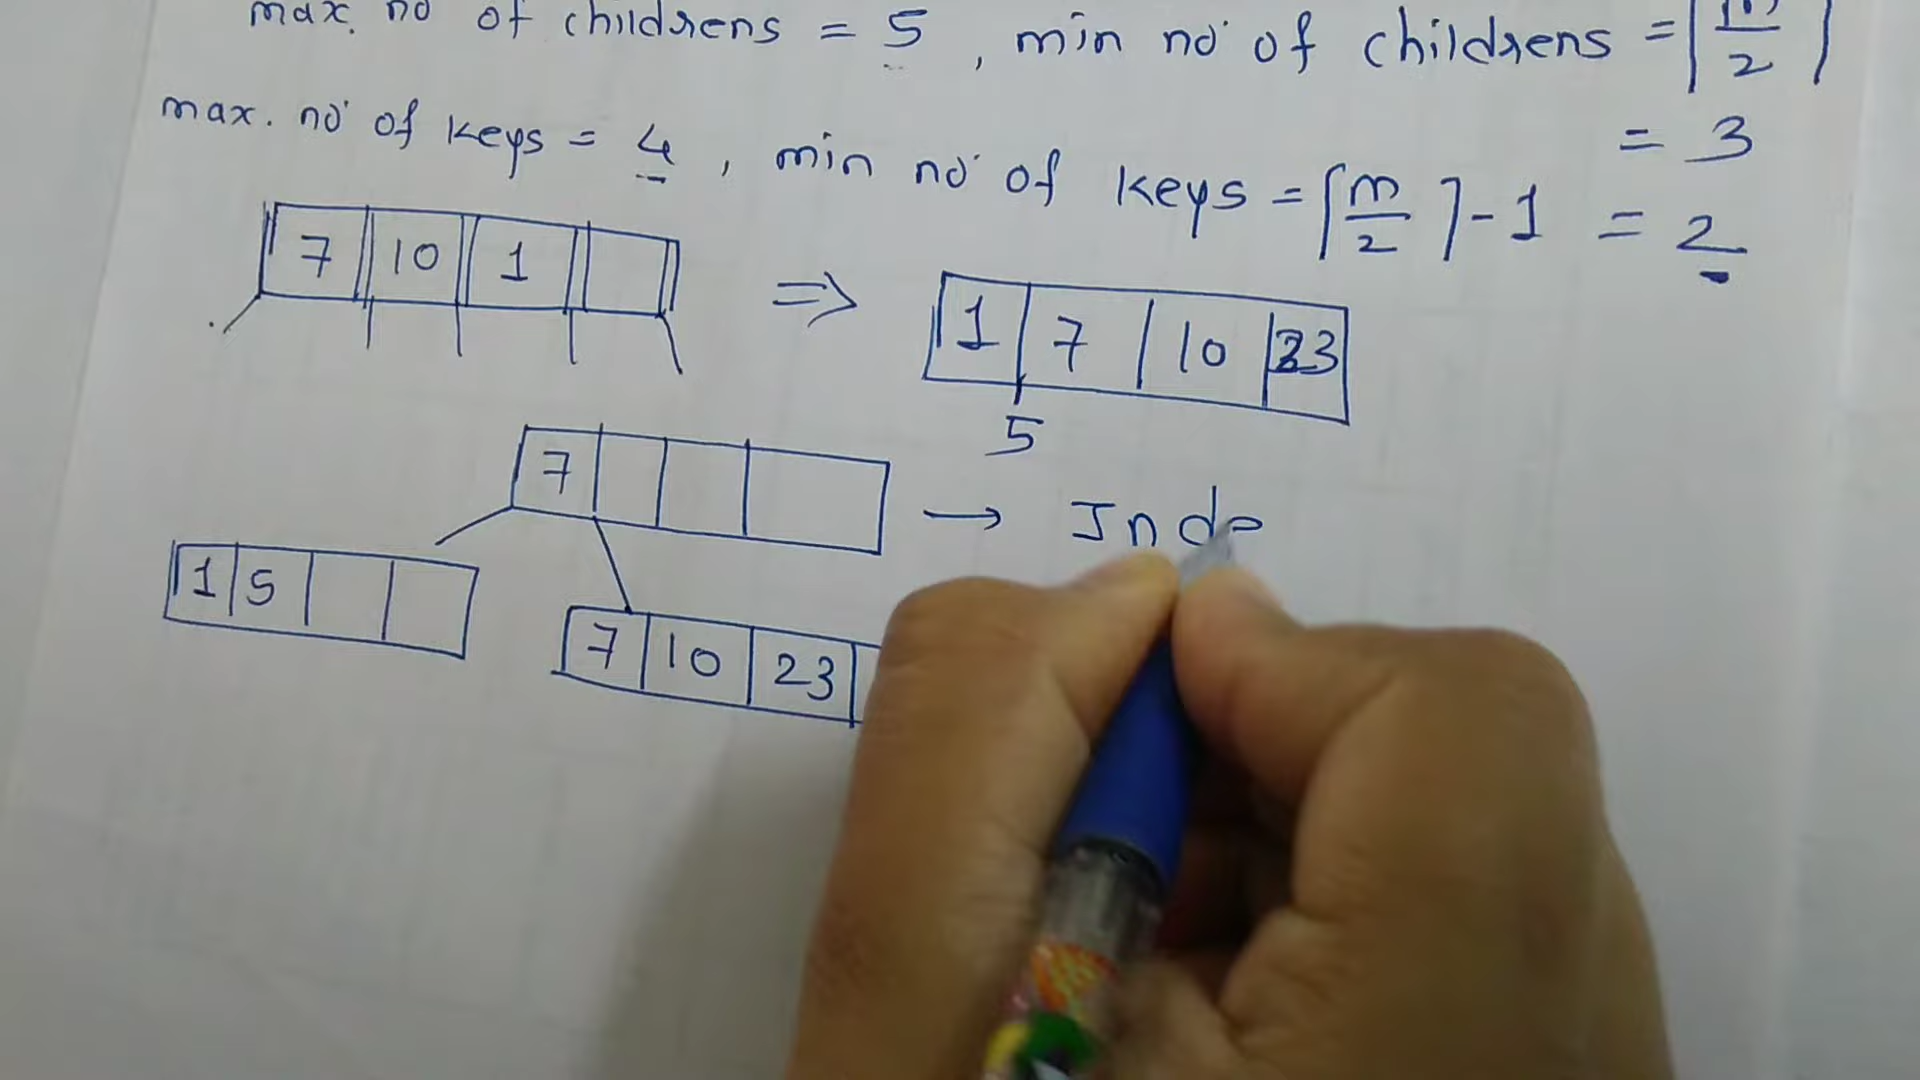 max. no of childrens = 5, min no of childrens = ⌈m/2⌉
= 3
max. no of keys = 4, min no of keys = ⌈m/2⌉ - 1 = 2
7 10 1 ⇒ 1 7 10 23
5
7 → Inde
1 5
7 10 23